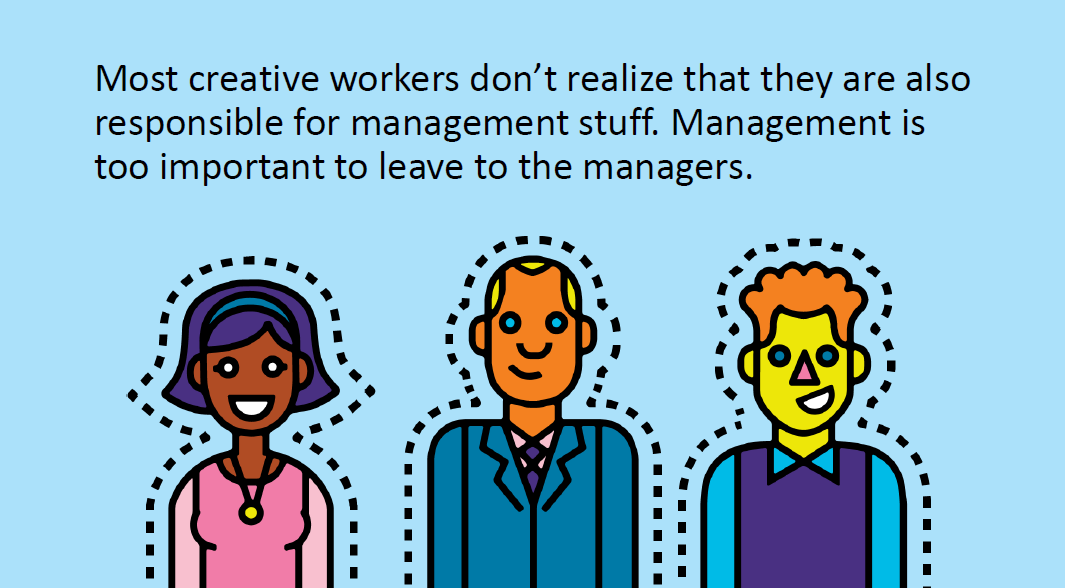 Most creative workers don’t realize that they are also
responsible for management stuff. Management is
too important to leave to the managers.